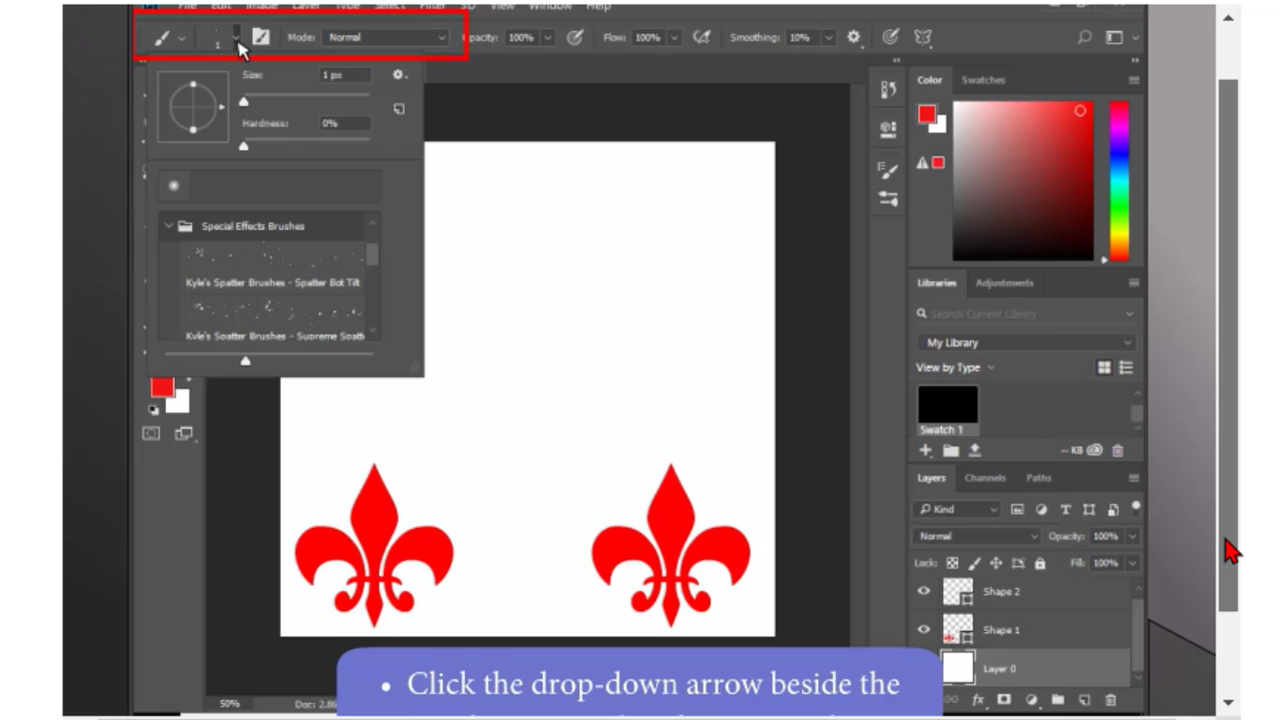 File Edit Image Layer Type Select Filter 3D View Window Help
1 Mode: Normal Opacity: 100% Flow: 100% Smoothing: 10%
Size: 1 px
Hardness: 0%
Special Effects Brushes
Kyle's Spatter Brushes - Spatter Bot Tilt
Kyle's Spatter Brushes - Supreme Spatt
Color Swatches
Libraries Adjustments
Search Current Library
My Library
View by Type
Swatch 1
-- KB
Layers Channels Paths
Kind
Normal Opacity: 100%
Lock: Fill: 100%
Shape 2
Shape 1
Layer 0
fx
50% Doc: 2.86
• Click the drop-down arrow beside the